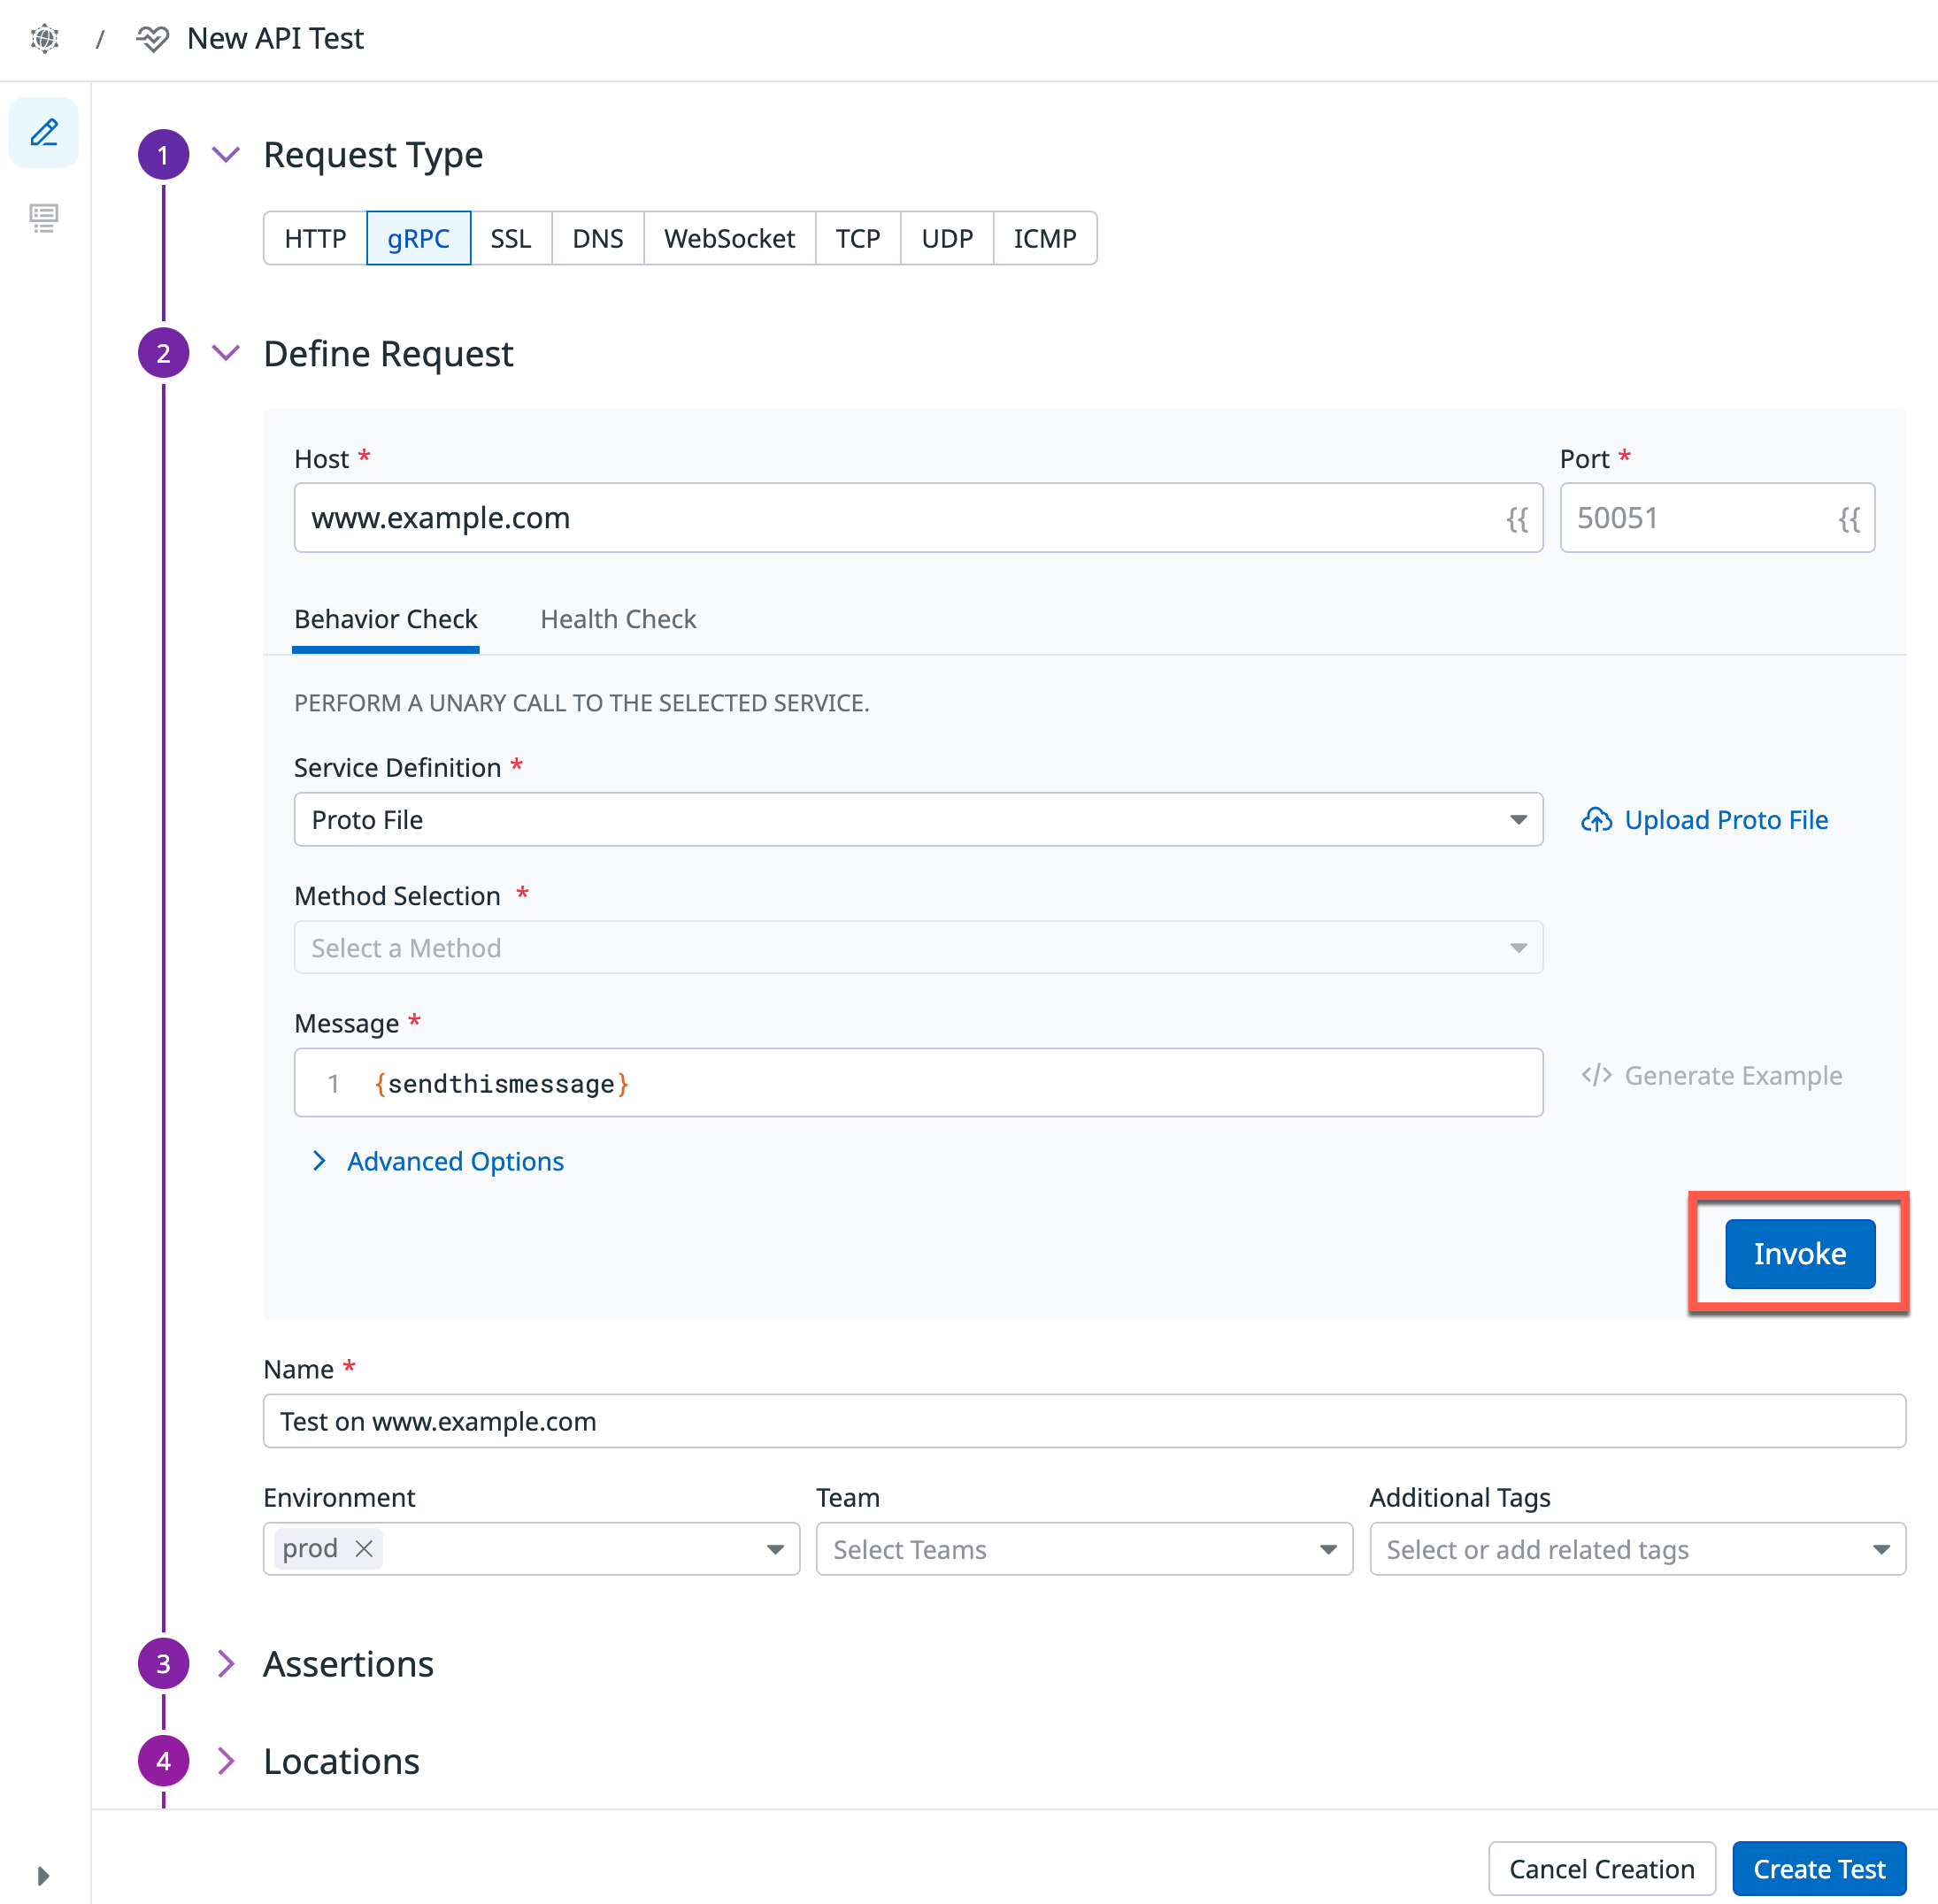 / New API Test
1 Request Type
HTTP gRPC SSL DNS WebSocket TCP UDP ICMP
2 Define Request
Host * Port *
www.example.com {{ 50051 {{
Behavior Check Health Check
PERFORM A UNARY CALL TO THE SELECTED SERVICE.
Service Definition *
Proto File Upload Proto File
Method Selection *
Select a Method
Message *
1 {sendthismessage} </> Generate Example
Advanced Options
Invoke
Name *
Test on www.example.com
Environment Team Additional Tags
prod Select Teams Select or add related tags
3 Assertions
4 Locations
Cancel Creation Create Test